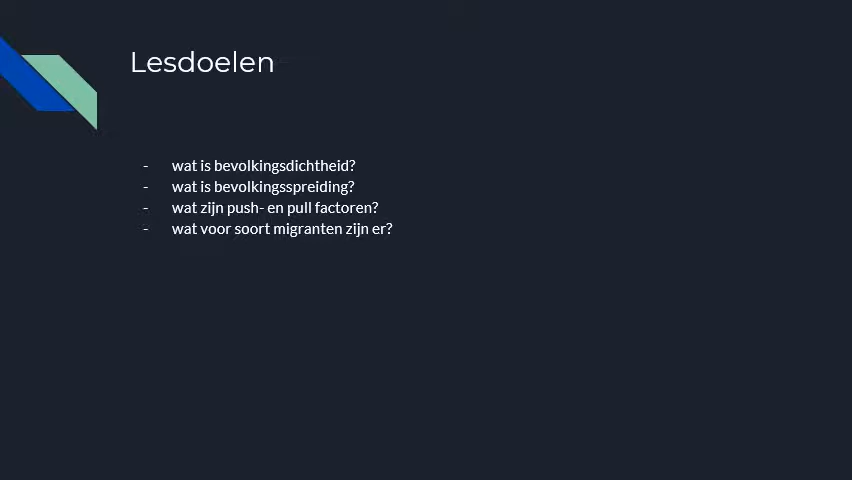 Lesdoelen
- wat is bevolkingsdichtheid?
- wat is bevolkingsspreiding?
- wat zijn push- en pull factoren?
- wat voor soort migranten zijn er?